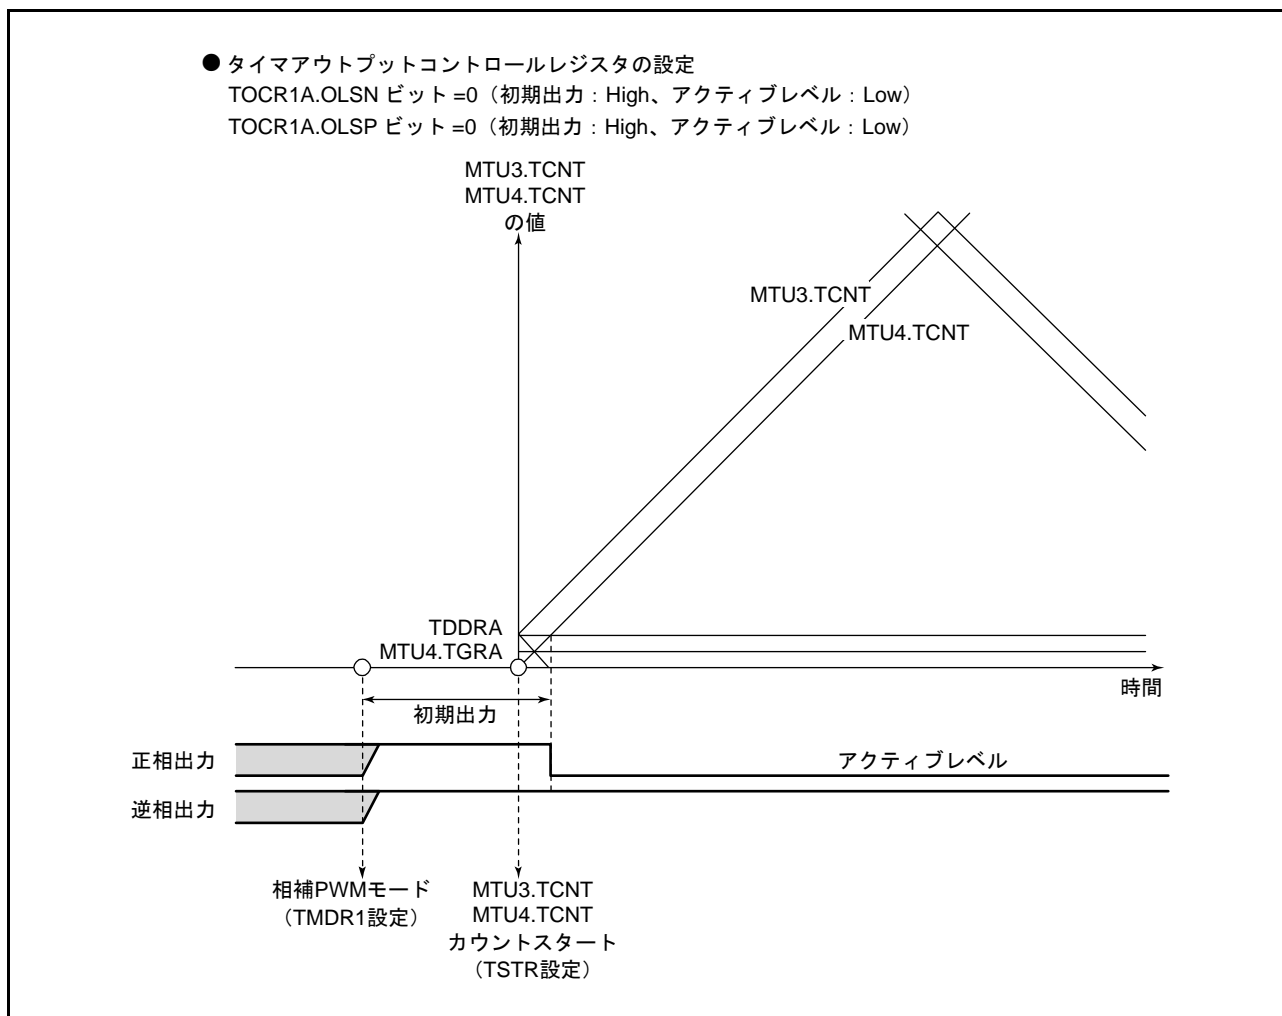 ● タイマアウトプットコントロールレジスタの設定
TOCR1A.OLSN ビット =0（初期出力：High、アクティブレベル：Low）
TOCR1A.OLSP ビット =0（初期出力：High、アクティブレベル：Low）
MTU3.TCNT
MTU4.TCNT
の値
MTU3.TCNT
MTU4.TCNT
TDDRA
MTU4.TGRA
時間
初期出力
正相出力
アクティブレベル
逆相出力
相補PWMモード
（TMDR1設定）
MTU3.TCNT
MTU4.TCNT
カウントスタート
（TSTR設定）